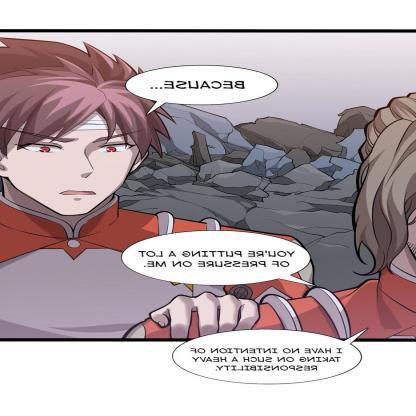 BECAUSE...
YOU'RE PUTTING A LOT
OF PRESSURE ON ME.
I HAVE NO INTENTION OF
TAKING ON SUCH A HEAVY
RESPONSIBILITY.